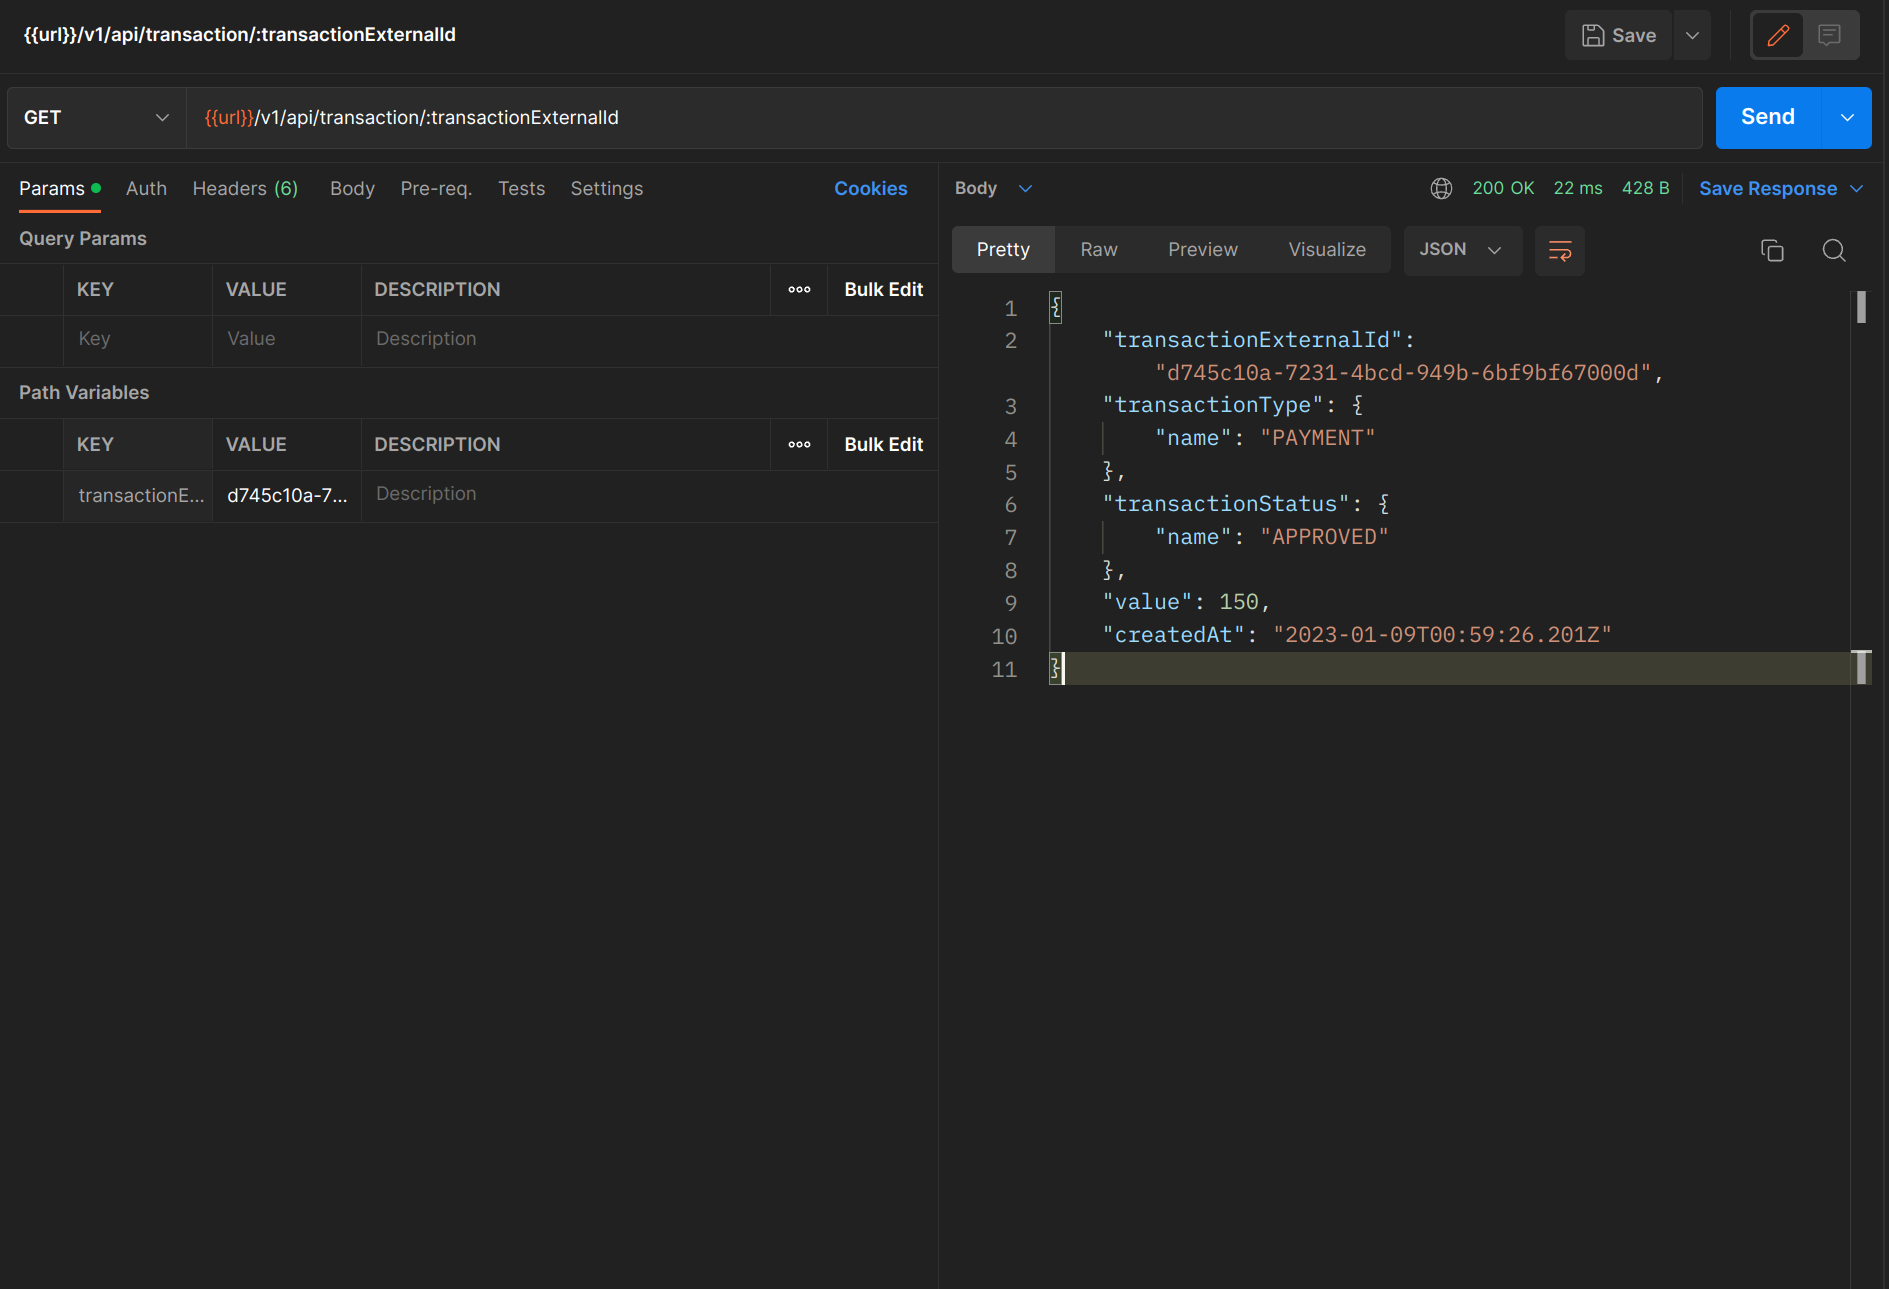 {{url}}/v1/api/transaction/:transactionExternalId
Save
GET
{{url}}/v1/api/transaction/:transactionExternalId
Send
Params Auth Headers (6) Body Pre-req. Tests Settings Cookies
Query Params
KEY VALUE DESCRIPTION ooo Bulk Edit
Key Value Description
Path Variables
KEY VALUE DESCRIPTION ooo Bulk Edit
transactionE... d745c10a-7... Description
Body 200 OK 22 ms 428 B Save Response
Pretty Raw Preview Visualize JSON
1 {
2 "transactionExternalId":
"d745c10a-7231-4bcd-949b-6bf9bf67000d",
3 "transactionType": {
4 "name": "PAYMENT"
5 },
6 "transactionStatus": {
7 "name": "APPROVED"
8 },
9 "value": 150,
10 "createdAt": "2023-01-09T00:59:26.201Z"
11 }